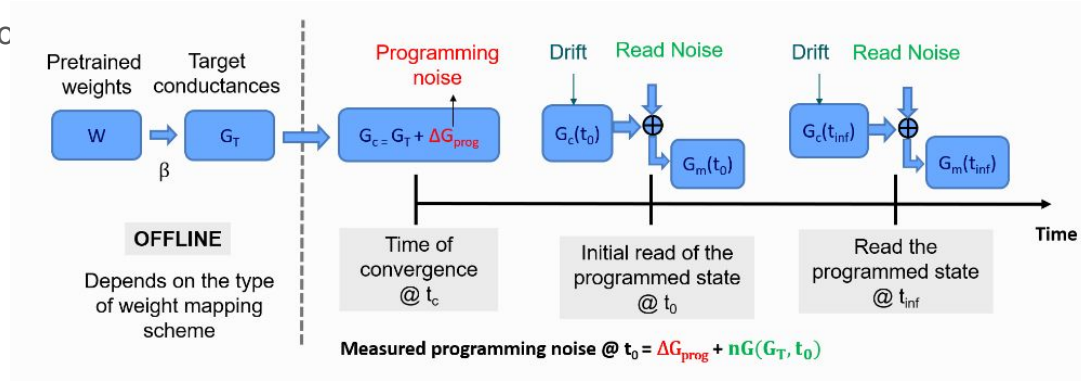 c
Pretrained
weights
Target
conductances
Programming
noise
Drift
Read Noise
Drift
Read Noise
W
β
G_T
G_c = G_T + ΔG_prog
G_c(t_0)
G_m(t_0)
G_c(t_inf)
G_m(t_inf)
Time
OFFLINE
Depends on the type
of weight mapping
scheme
Time of
convergence
@ t_c
Initial read of the
programmed state
@ t_0
Read the
programmed state
@ t_inf
Measured programming noise @ t_0 = ΔG_prog + nG(G_T, t_0)